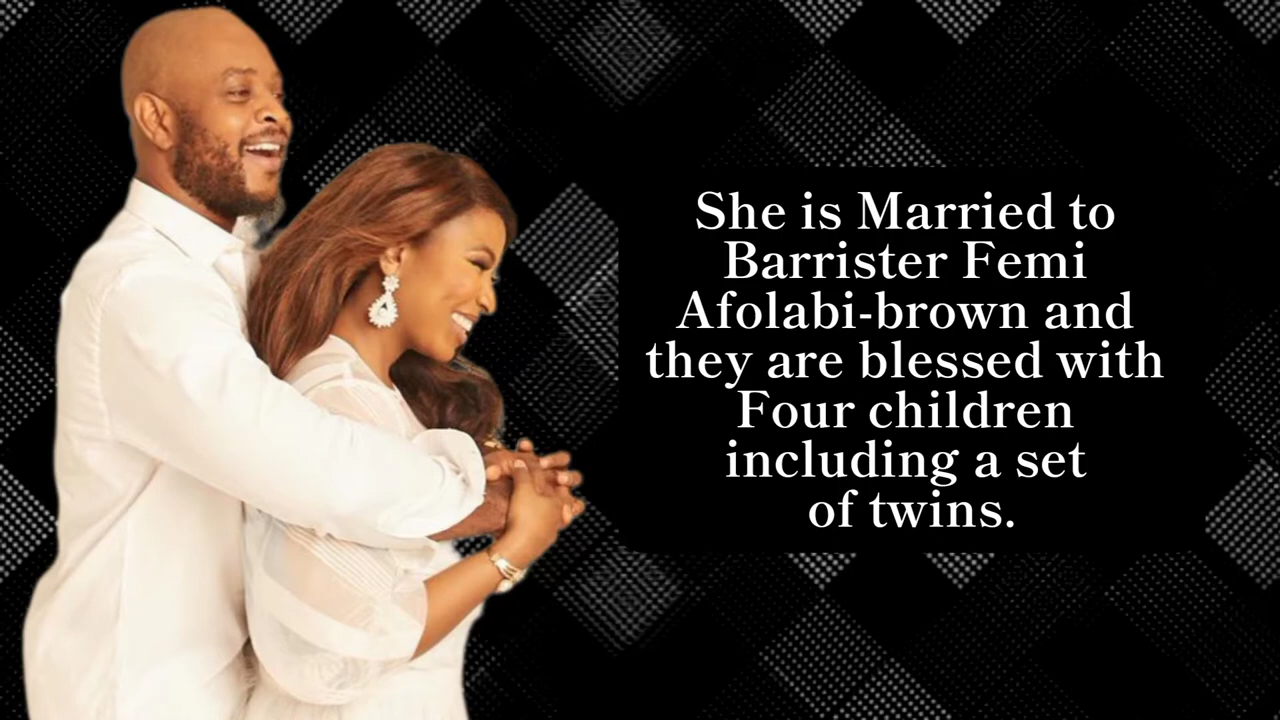 She is Married to
Barrister Femi
Afolabi-brown and
they are blessed with
Four children
including a set
of twins.